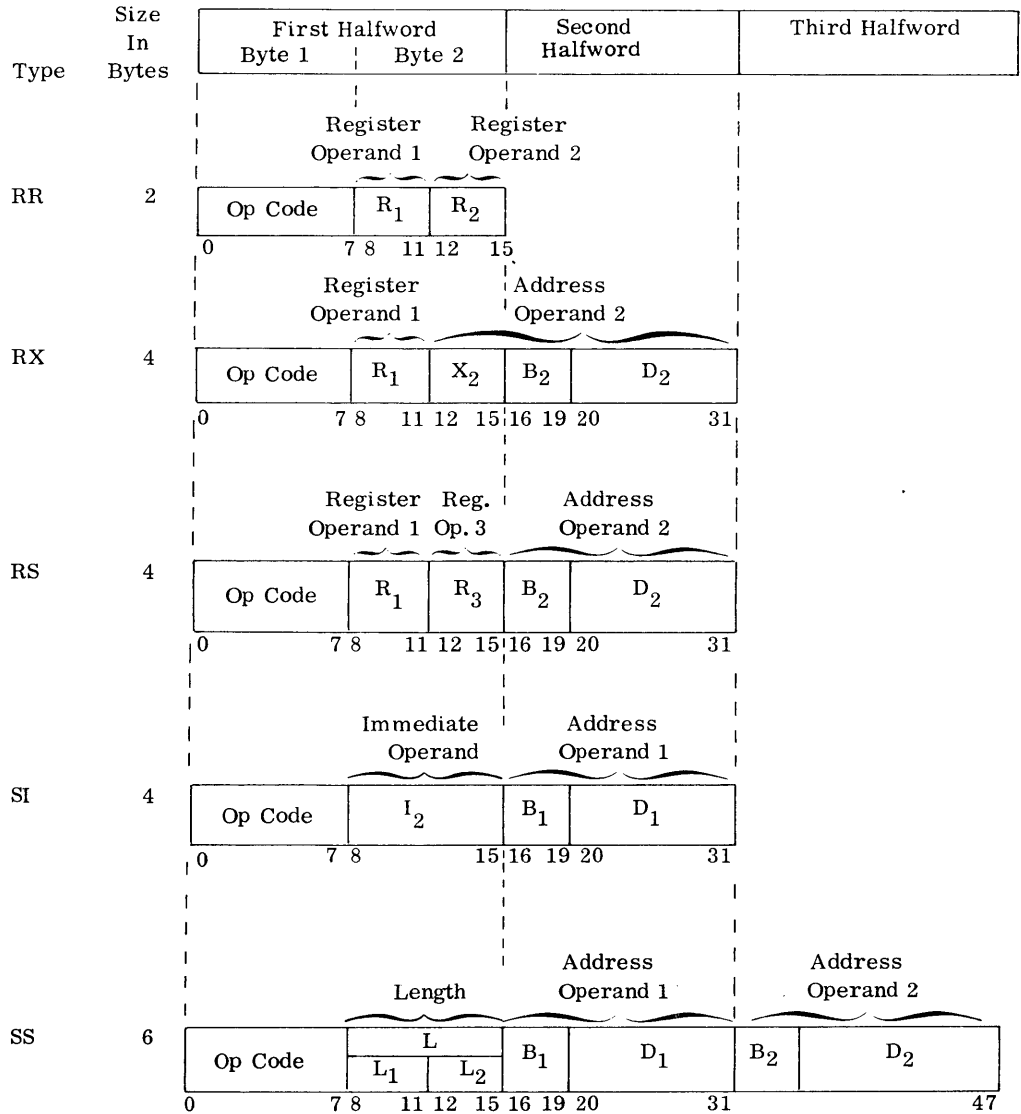 Size
In
Bytes
Type
First Halfword
Byte 1 Byte 2
Second
Halfword
Third Halfword
Register
Operand 1
Register
Operand 2
RR 2 Op Code R1 R2
0 7 8 11 12 15
Register
Operand 1
Address
Operand 2
RX 4 Op Code R1 X2 B2 D2
0 7 8 11 12 15 16 19 20 31
Register
Operand 1
Reg.
Op. 3
Address
Operand 2
RS 4 Op Code R1 R3 B2 D2
0 7 8 11 12 15 16 19 20 31
Immediate
Operand
Address
Operand 1
SI 4 Op Code I2 B1 D1
0 7 8 15 16 19 20 31
Length
Address
Operand 1
Address
Operand 2
SS 6 Op Code L B1 D1 B2 D2
L1 L2
0 7 8 11 12 15 16 19 20 31 47